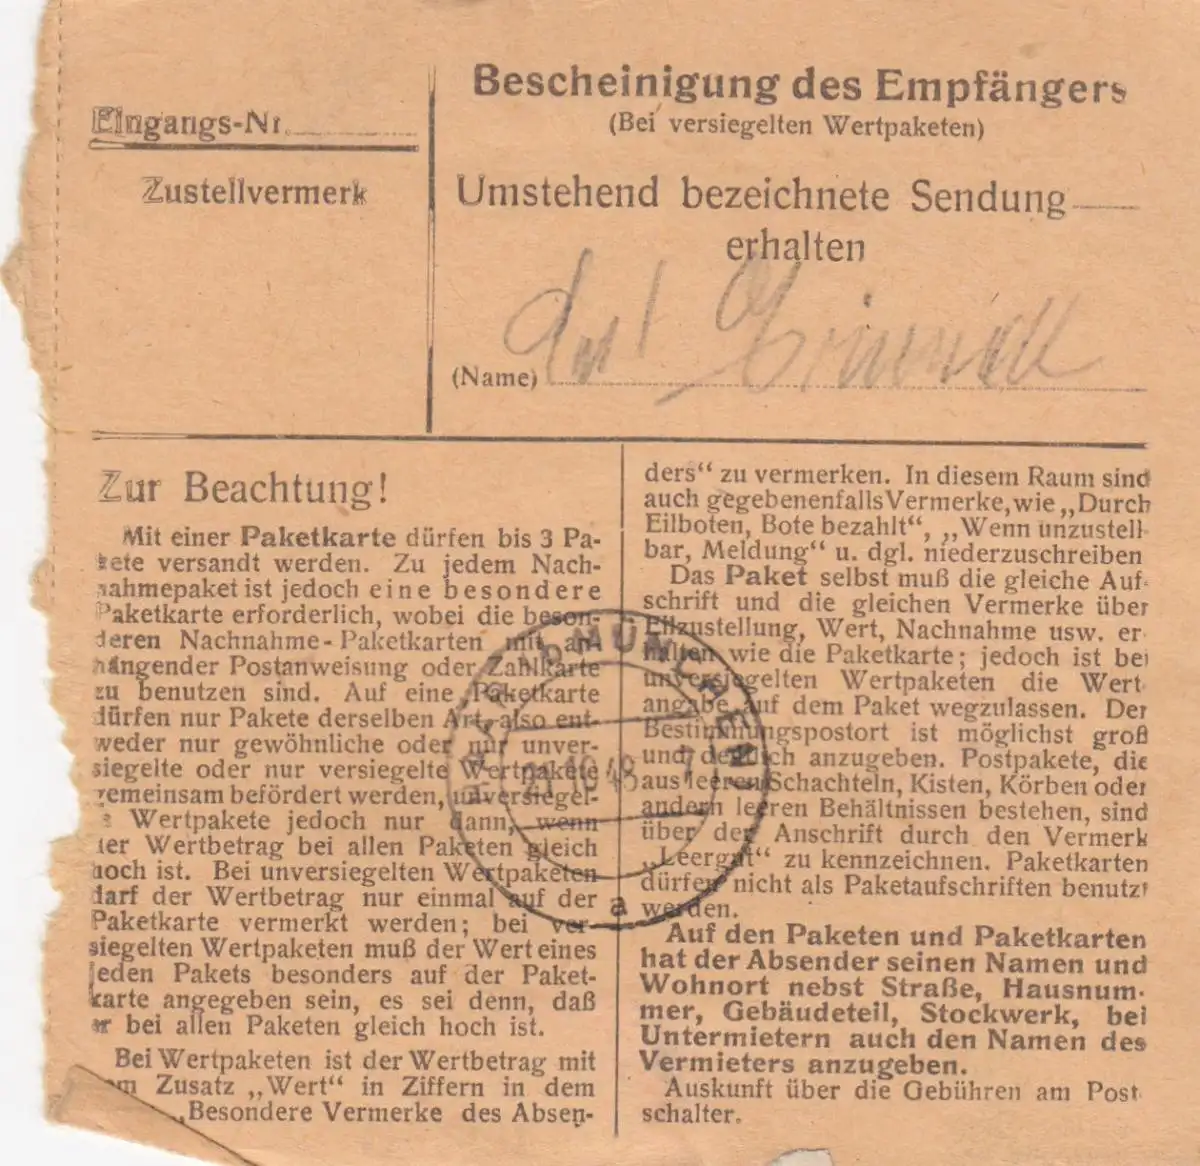 Eingangs-Nr.
Zustellvermerk
Bescheinigung des Empfängers
(Bei versiegelten Wertpaketen)
Umstehend bezeichnete Sendung
erhalten
(Name)
Zur Beachtung!
Mit einer Paketkarte dürfen bis 3 Pa-
kete versandt werden. Zu jedem Nach-
nahmepaket ist jedoch eine besondere
Paketkarte erforderlich, wobei die beson-
deren Nachnahme-Paketkarten mit an-
hängender Postanweisung oder Zahlkarte
zu benutzen sind. Auf eine Paketkarte
dürfen nur Pakete derselben Art, also ent-
weder nur gewöhnliche oder nur unver-
siegelte oder nur versiegelte Wertpakete
gemeinsam befördert werden, unversiegel-
e Wertpakete jedoch nur dann, wenn
der Wertbetrag bei allen Paketen gleich
hoch ist. Bei unversiegelten Wertpaketen
darf der Wertbetrag nur einmal auf der
Paketkarte vermerkt werden; bei ver-
siegelten Wertpaketen muß der Wert eines
jeden Pakets besonders auf der Paket-
karte angegeben sein, es sei denn, daß
er bei allen Paketen gleich hoch ist.
Bei Wertpaketen ist der Wertbetrag mit
em Zusatz „Wert“ in Ziffern in dem
„Besondere Vermerke des Absen-
ders“ zu vermerken. In diesem Raum sind
auch gegebenenfalls Vermerke, wie „Durch
Eilboten, Bote bezahlt“, „Wenn unzustell-
bar, Meldung“ u. dgl. niederzuschreiben
Das Paket selbst muß die gleiche Auf-
schrift und die gleichen Vermerke über
Eilzustellung, Wert, Nachnahme usw. er-
halten wie die Paketkarte; jedoch ist bei
unversiegelten Wertpaketen die Wert-
angabe auf dem Paket wegzulassen. Der
Bestimmungspostort ist möglichst groß
und deutlich anzugeben. Postpakete, die
aus leeren Schachteln, Kisten, Körben oder
andern leeren Behältnissen bestehen, sind
über der Anschrift durch den Vermerk
„Leergut“ zu kennzeichnen. Paketkarten
dürfen nicht als Paketaufschriften benutzt
werden.
Auf den Paketen und Paketkarten
hat der Absender seinen Namen und
Wohnort nebst Straße, Hausnum-
mer, Gebäudeteil, Stockwerk, bei
Untermietern auch den Namen des
Vermieters anzugeben.
Auskunft über die Gebühren am Post-
schalter.
21.10.48
a